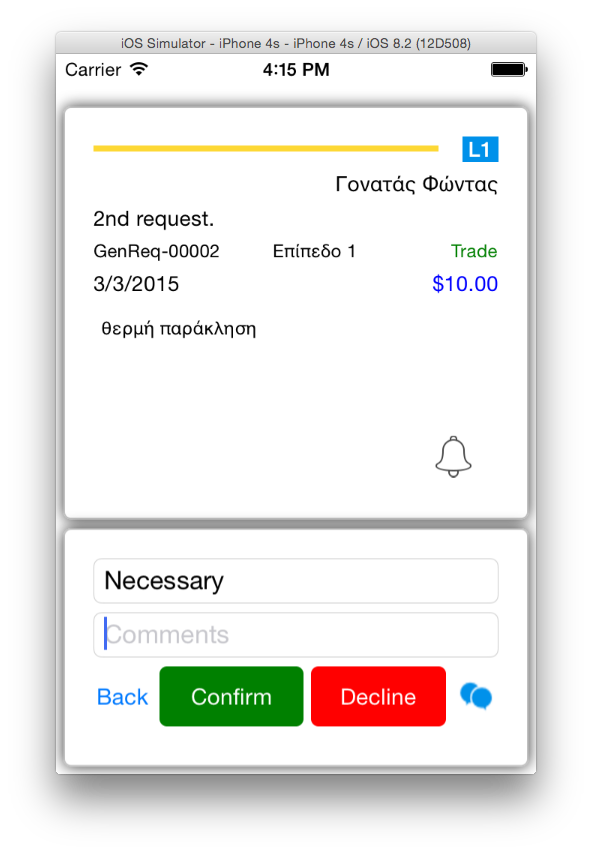 iOS Simulator - iPhone 4s - iPhone 4s / iOS 8.2 (12D508)
Carrier 4:15 PM
L1
Γονατάς Φώντας
2nd request.
GenReq-00002 Επίπεδο 1 Trade
3/3/2015 $10.00
θερμή παράκληση
Necessary
Comments
Back Confirm Decline